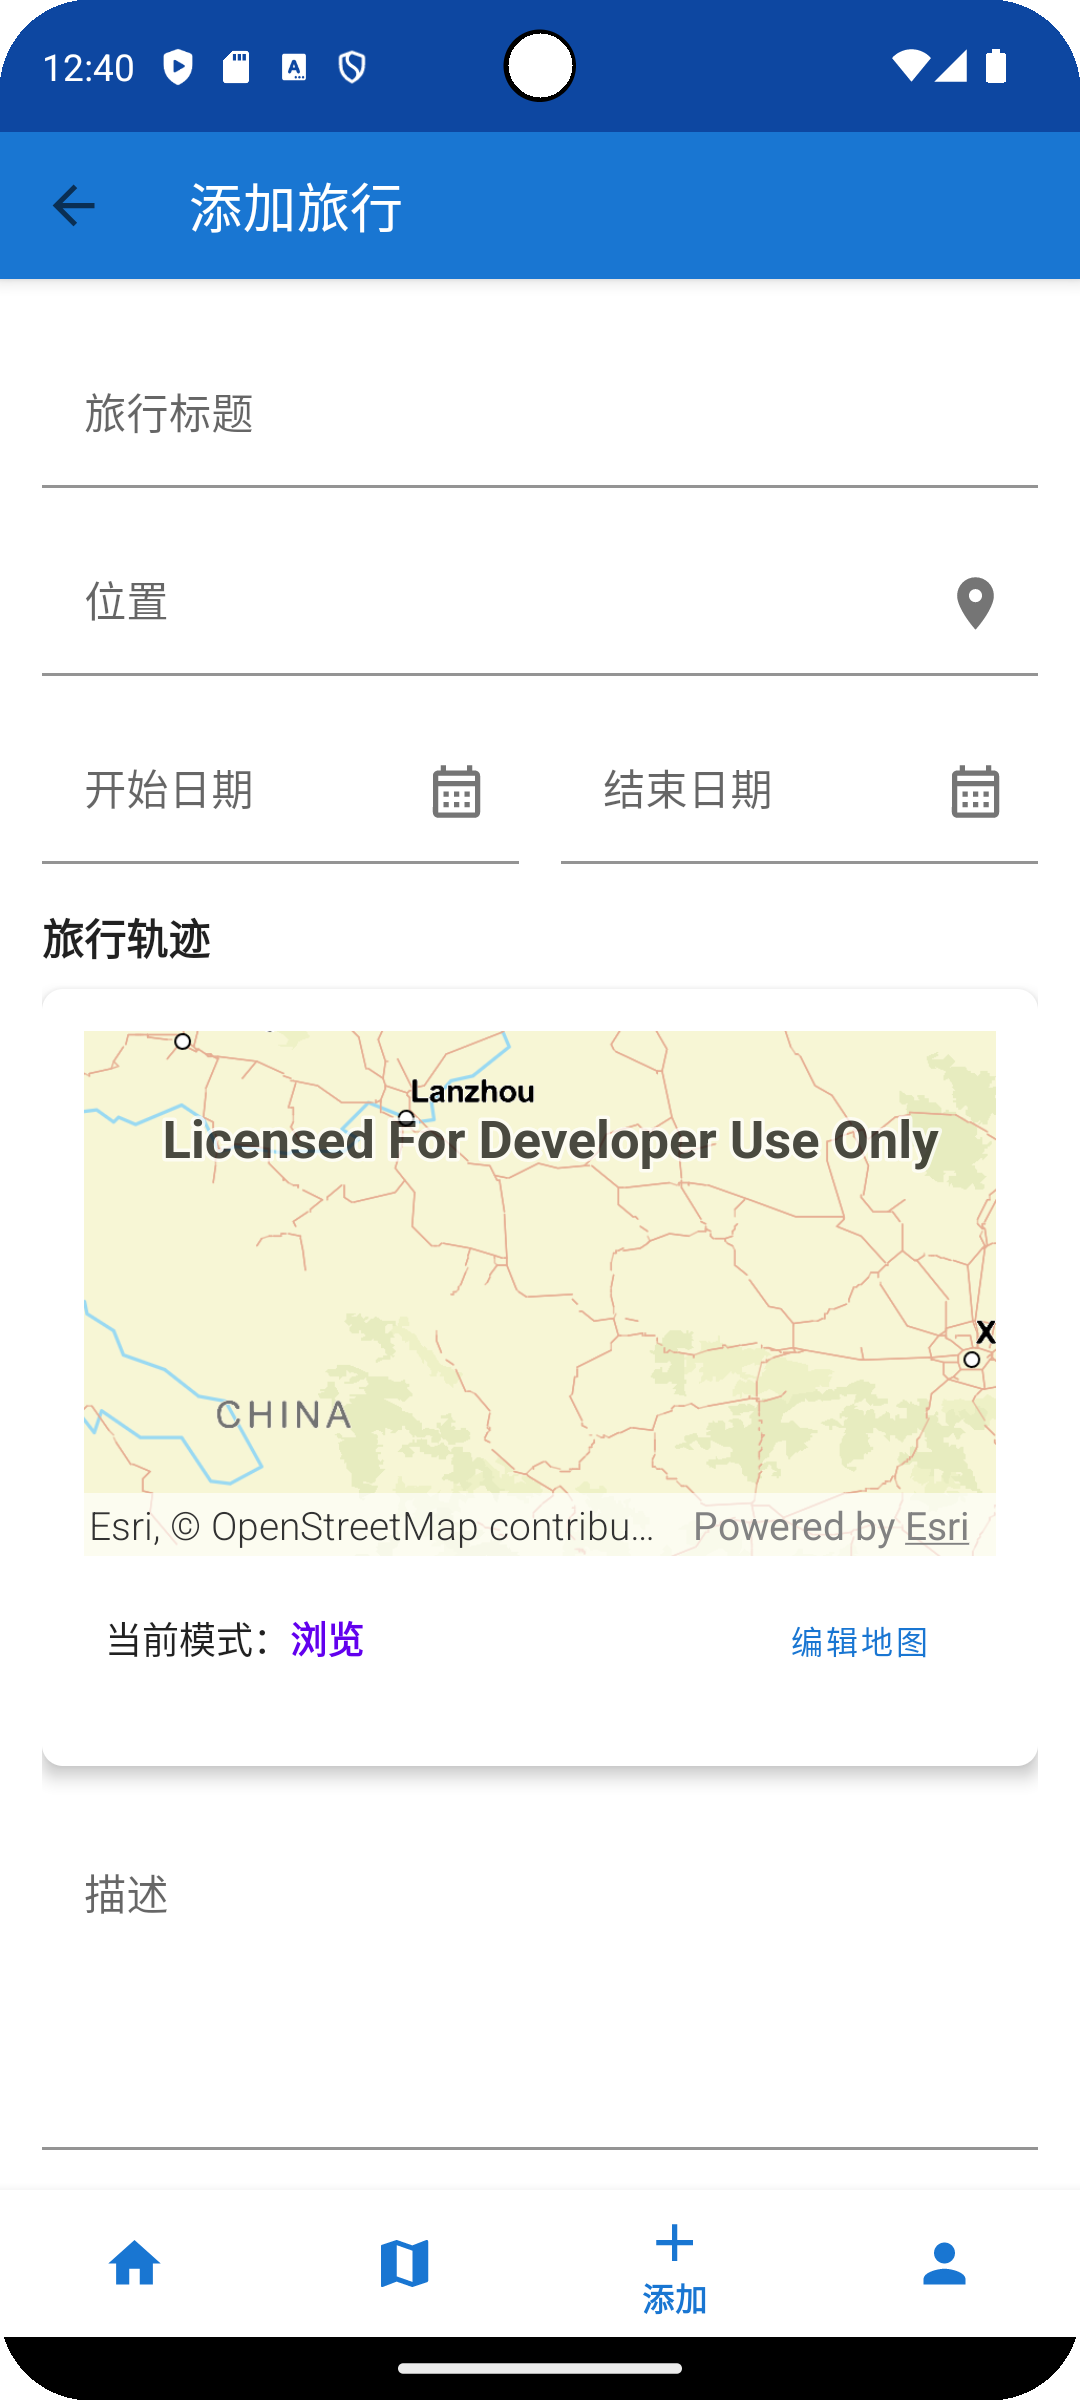 12:40
添加旅行
旅行标题
位置
开始日期
结束日期
旅行轨迹
Lanzhou
Licensed For Developer Use Only
X
CHINA
Esri, © OpenStreetMap contribu...
Powered by Esri
当前模式：浏览
编辑地图
描述
添加